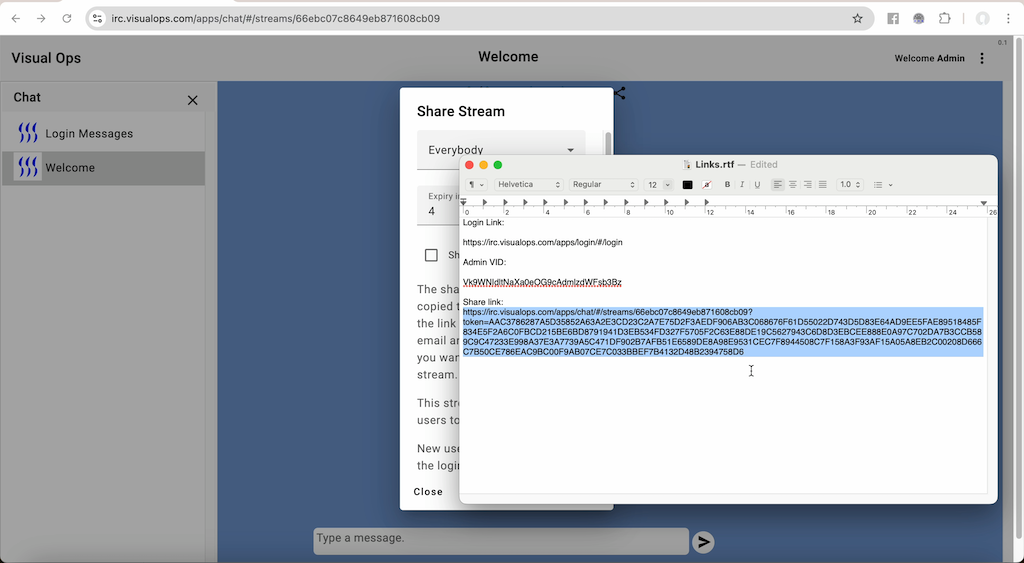 irc.visualops.com/apps/chat/#/streams/66ebc07c8649eb871608cb09
0.1
Visual Ops
Welcome
Welcome Admin
Chat
Login Messages
Welcome
Share Stream
Everybody
Expiry i
4
Sh
The sha
copied t
the link
email ar
you wan
stream.
This stre
users to
New use
the logi
Close
Type a message.
Links.rtf — Edited
¶ Helvetica Regular 12 B I U 1.0
0 2 4 6 8 10 12 14 16 18 20 22 24 26
Login Link:
https://irc.visualops.com/apps/login/#/login
Admin VID:
Vk9WNldltNaXa0eOG9cAdmlzdWFsb3Bz
Share link:
https://irc.visualops.com/apps/chat/#/streams/66ebc07c8649eb871608cb09?
token=AAC3786287A5D35852A63A2E3CD23C2A7E75D2F3AEDF906AB3C068676F61D55022D743D5D83E64AD9EE5FAE89518485F
834E5F2A6C0FBCD215BE6BD8791941D3EB534FD327F5705F2C63E88DE19C5627943C6D8D3EBCEE888E0A97C702DA7B3CCB58
9C9C47233E998A37E3A7739A5C471DF902B7AFB51E6589DE8A98E9531CEC7F8944508C7F158A3F93AF15A05A8EB2C00208D666
C7B50CE786EAC9BC00F9AB07CE7C033BBEF7B4132D48B2394758D6